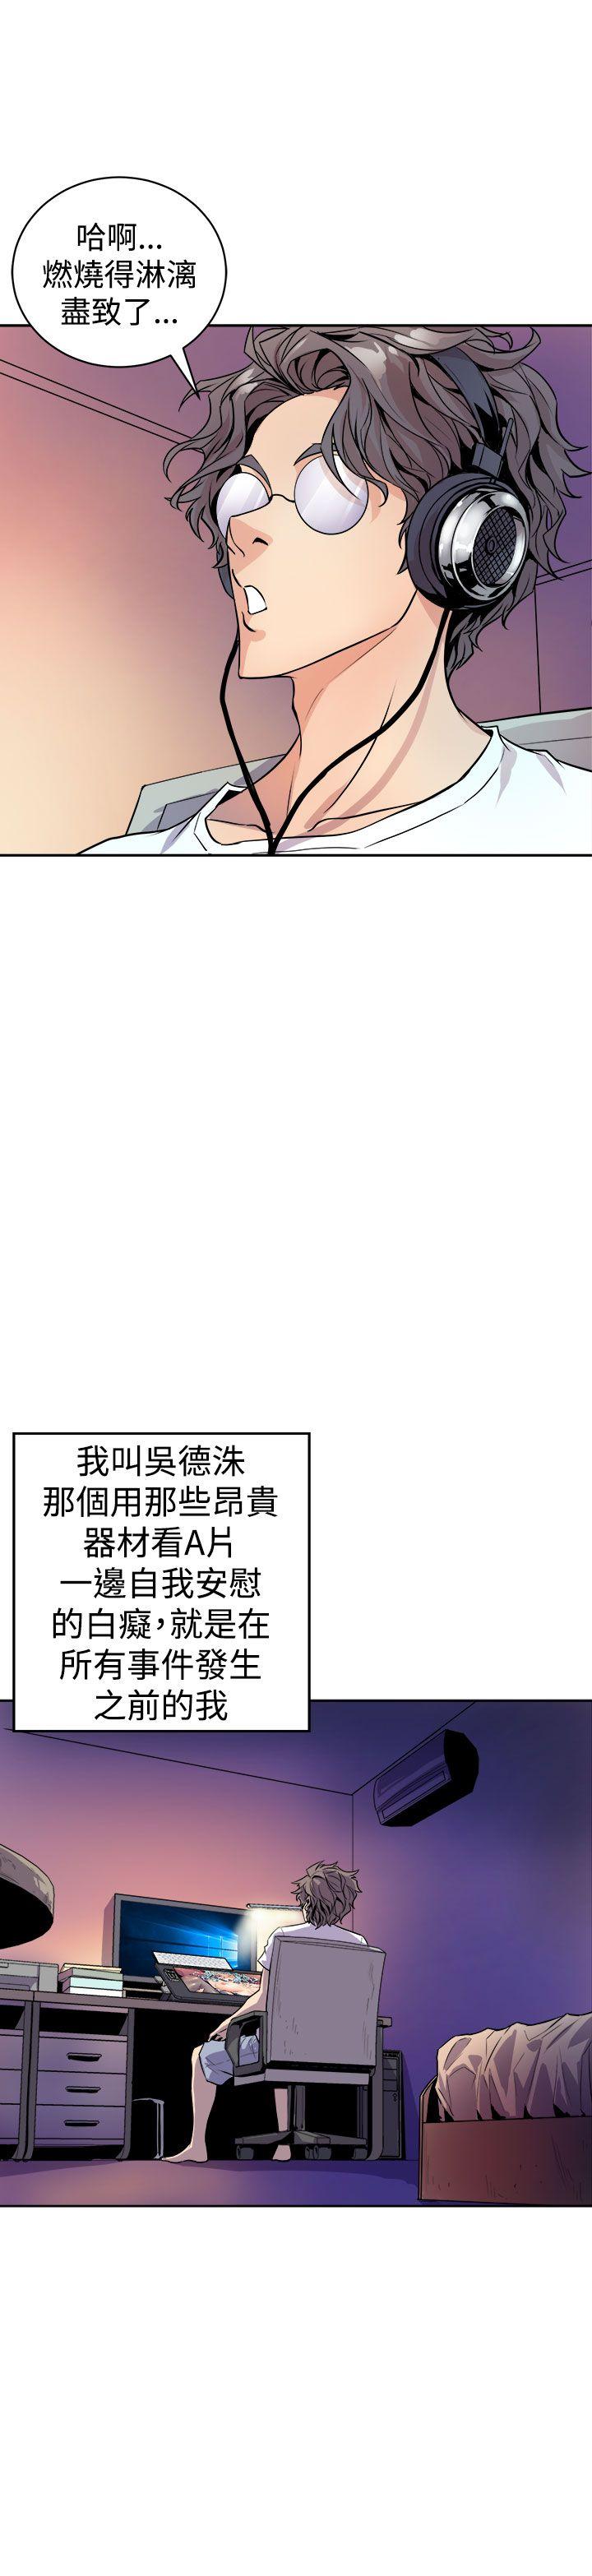 哈啊...
燃燒得淋漓
盡致了...
我叫吳德洙
那個用那些昂貴
器材看A片
一邊自我安慰
的白癡，就是在
所有事件發生
之前的我